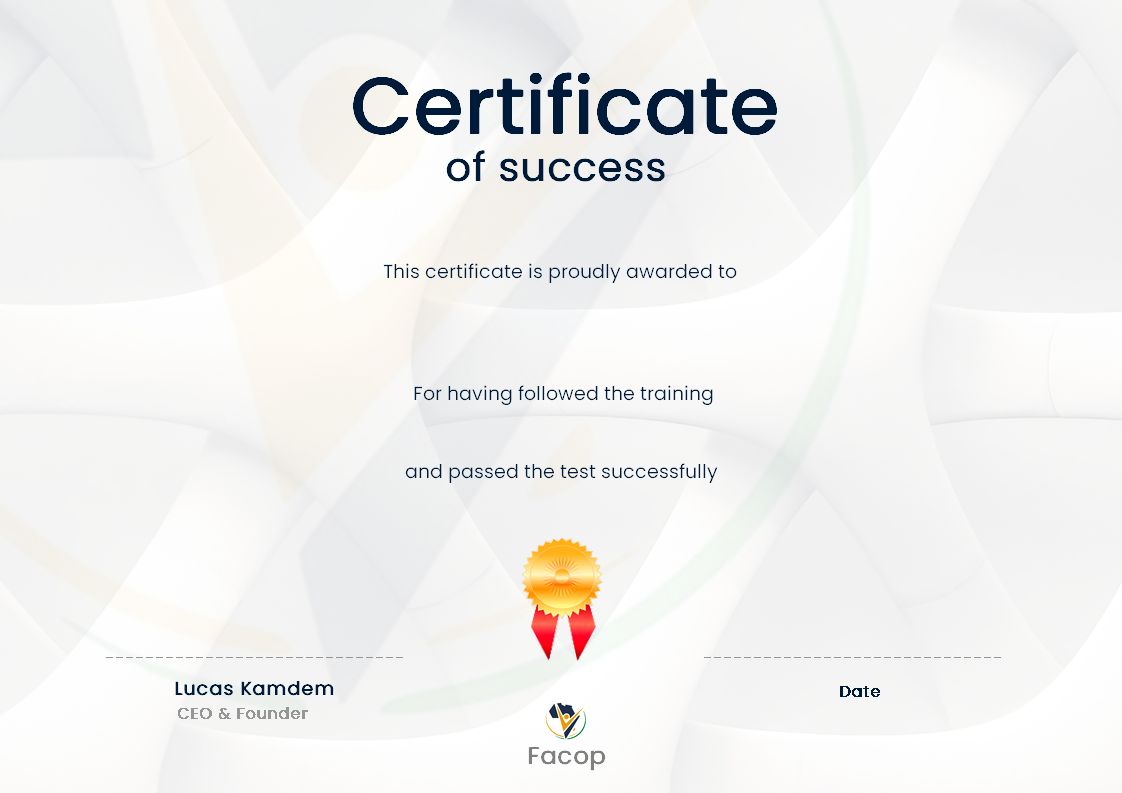 Certificate
of success
This certificate is proudly awarded to
For having followed the training
and passed the test successfully
Lucas Kamdem
CEO & Founder
Date
Facop